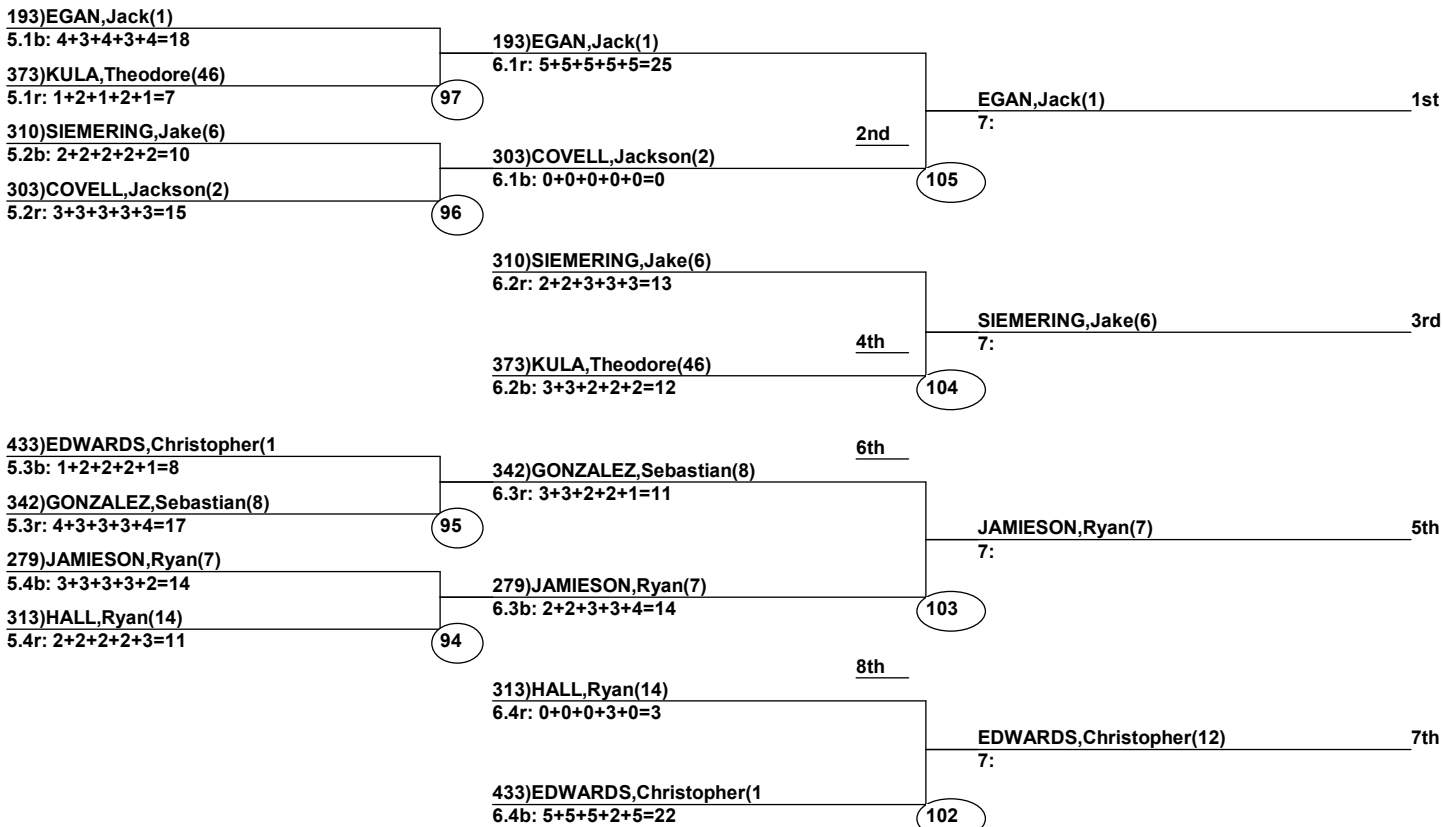 193)EGAN,Jack(1)
5.1b: 4+3+4+3+4=18
373)KULA,Theodore(46)
5.1r: 1+2+1+2+1=7
97
310)SIEMERING,Jake(6)
5.2b: 2+2+2+2+2=10
303)COVELL,Jackson(2)
5.2r: 3+3+3+3+3=15
96
193)EGAN,Jack(1)
6.1r: 5+5+5+5+5=25
2nd
303)COVELL,Jackson(2)
6.1b: 0+0+0+0+0=0
105
EGAN,Jack(1) 1st
7:
310)SIEMERING,Jake(6)
6.2r: 2+2+3+3+3=13
4th
373)KULA,Theodore(46)
6.2b: 3+3+2+2+2=12
104
SIEMERING,Jake(6) 3rd
7:
433)EDWARDS,Christopher(1
5.3b: 1+2+2+2+1=8
342)GONZALEZ,Sebastian(8)
5.3r: 4+3+3+3+4=17
95
279)JAMIESON,Ryan(7)
5.4b: 3+3+3+3+2=14
313)HALL,Ryan(14)
5.4r: 2+2+2+2+3=11
94
6th
342)GONZALEZ,Sebastian(8)
6.3r: 3+3+2+2+1=11
279)JAMIESON,Ryan(7)
6.3b: 2+2+3+3+4=14
103
JAMIESON,Ryan(7) 5th
7:
8th
313)HALL,Ryan(14)
6.4r: 0+0+0+3+0=3
433)EDWARDS,Christopher(1
6.4b: 5+5+5+2+5=22
102
EDWARDS,Christopher(12) 7th
7: